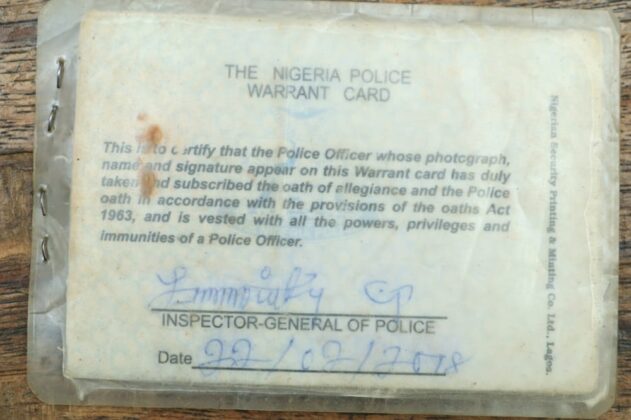 THE NIGERIA POLICE
WARRANT CARD
This is to certify that the Police Officer whose photograph,
name and signature appear on this Warrant card has duly
taken and subscribed the oath of allegiance and the Police
oath in accordance with the provisions of the oaths Act
1963, and is vested with all the powers, privileges and
immunities of a Police Officer.
CP
INSPECTOR-GENERAL OF POLICE
Date 22/02/2018
Nigerian Security Printing & Minting Co. Ltd., Lagos.